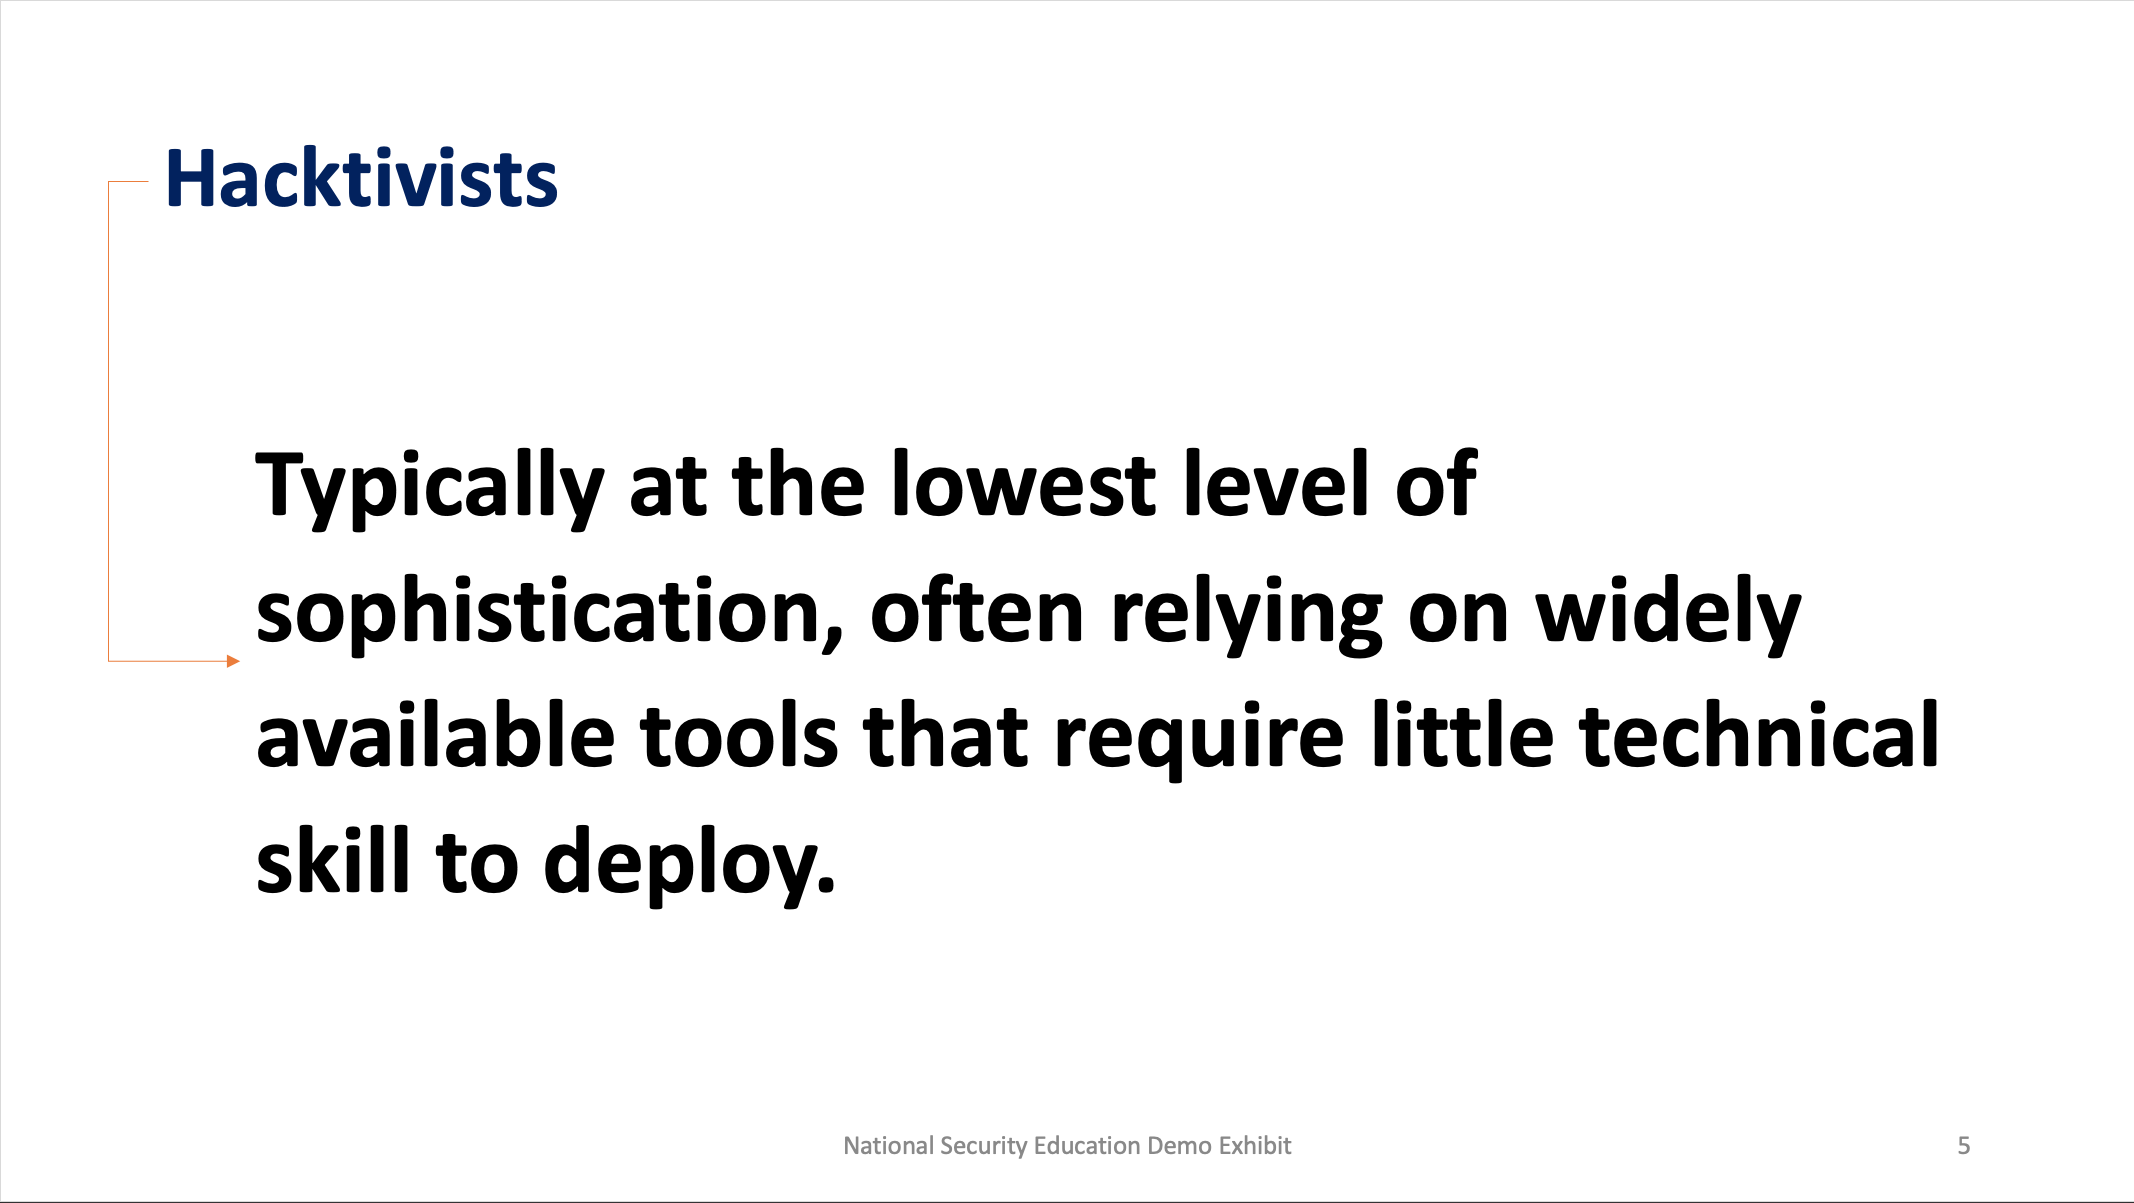 Hacktivists
Typically at the lowest level of
sophistication, often relying on widely
available tools that require little technical
skill to deploy.
National Security Education Demo Exhibit
5